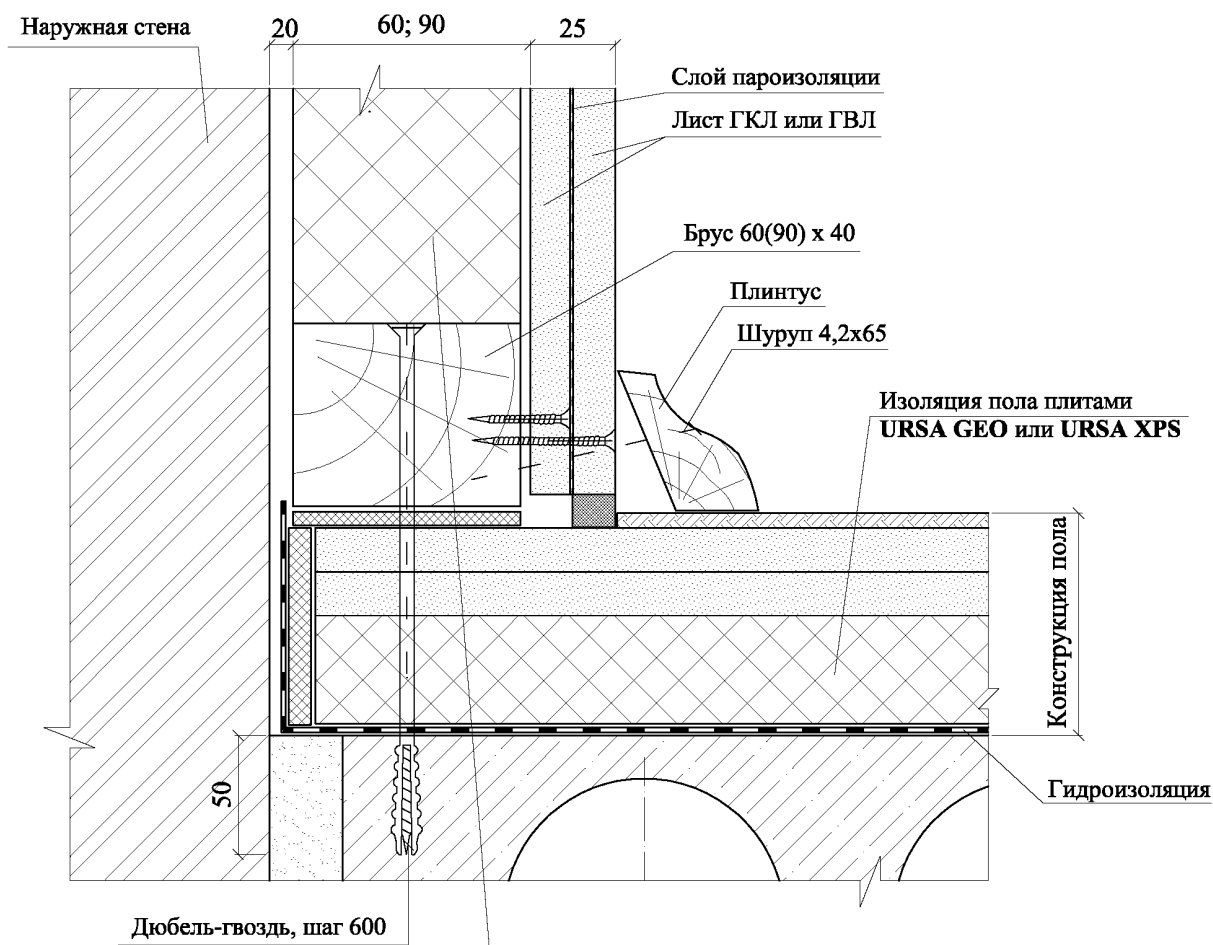 Наружная стена
20
60; 90
25
Слой пароизоляции
Лист ГКЛ или ГВЛ
Брус 60(90) х 40
Плинтус
Шуруп 4,2х65
Изоляция пола плитами
URSA GEO или URSA XPS
Конструкция пола
50
Гидроизоляция
Дюбель-гвоздь, шаг 600